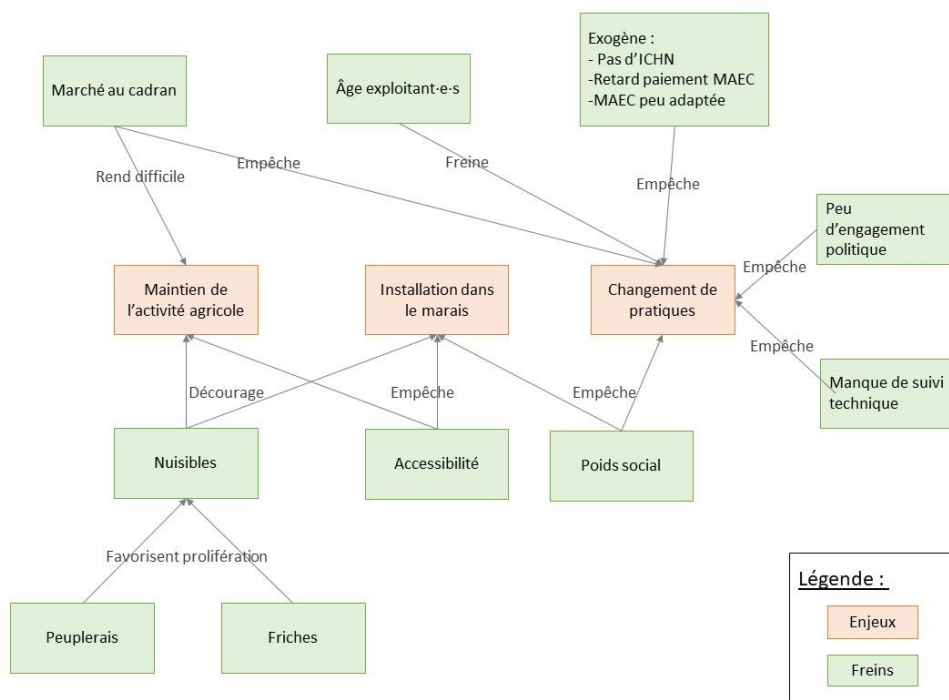 Exogène :
- Pas d'ICHN
-Retard paiement MAEC
-MAEC peu adaptée
Marché au cadran
Âge exploitant·e·s
Empêche
Freine
Rend difficile
Empêche
Peu
d'engagement
politique
Empêche
Maintien de
l'activité agricole
Installation dans
le marais
Changement de
pratiques
Empêche
Manque de suivi
technique
Décourage
Empêche
Empêche
Nuisibles
Accessibilité
Poids social
Favorisent prolifération
Peuplerais
Friches
Légende :
Enjeux
Freins